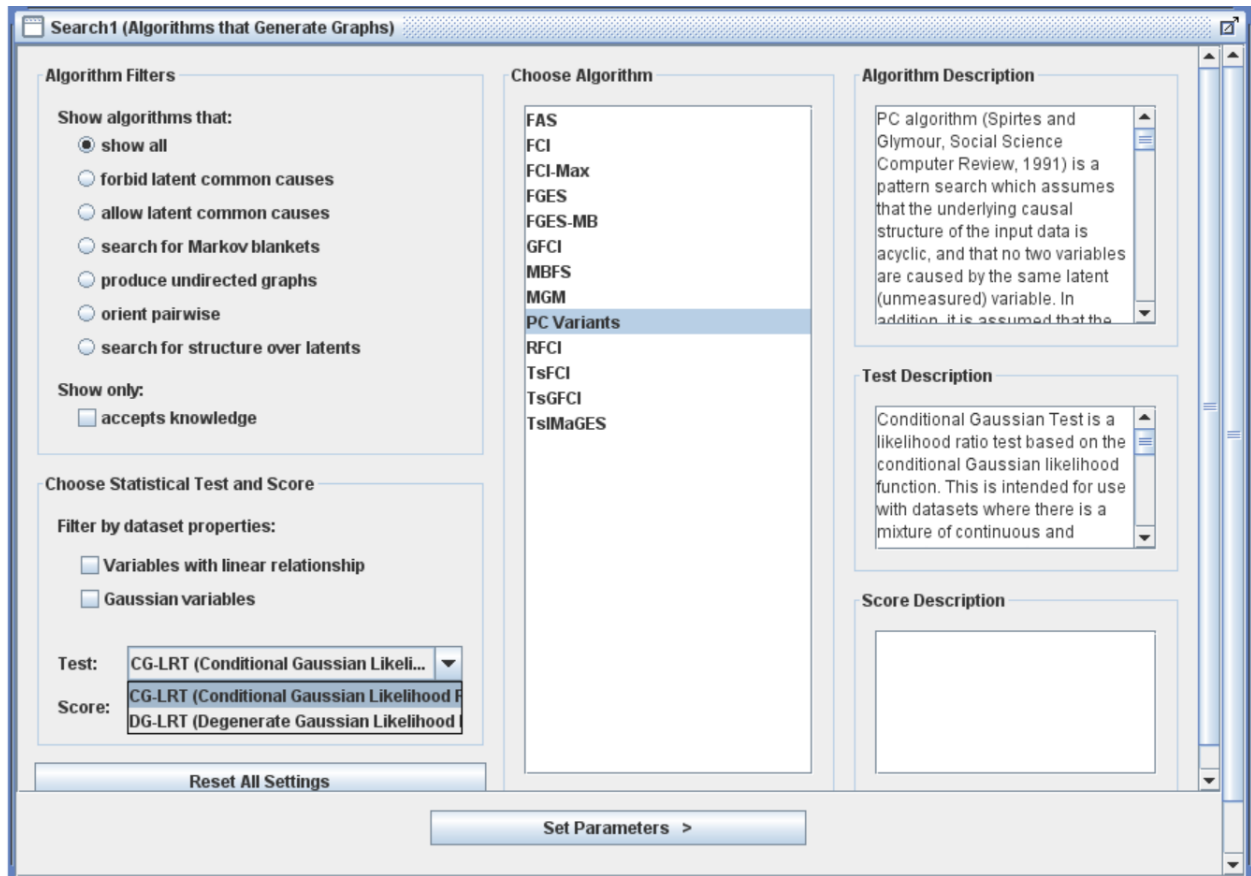 Search1 (Algorithms that Generate Graphs)
Algorithm Filters
Show algorithms that:
show all
forbid latent common causes
allow latent common causes
search for Markov blankets
produce undirected graphs
orient pairwise
search for structure over latents
Show only:
accepts knowledge
Choose Statistical Test and Score
Filter by dataset properties:
Variables with linear relationship
Gaussian variables
Test: CG-LRT (Conditional Gaussian Likeli...
CG-LRT (Conditional Gaussian Likelihood
Score:
DG-LRT (Degenerate Gaussian Likelihood
Reset All Settings
Choose Algorithm
FAS
FCI
FCI-Max
FGES
FGES-MB
GFCI
MBFS
MGM
PC Variants
RFCI
TsFCI
TsGFCI
TsIMaGES
Algorithm Description
PC algorithm (Spirtes and
Glymour, Social Science
Computer Review, 1991) is a
pattern search which assumes
that the underlying causal
structure of the input data is
acyclic, and that no two variables
are caused by the same latent
(unmeasured) variable. In
addition, it is assumed that the
Test Description
Conditional Gaussian Test is a
likelihood ratio test based on the
conditional Gaussian likelihood
function. This is intended for use
with datasets where there is a
mixture of continuous and
Score Description
Set Parameters >